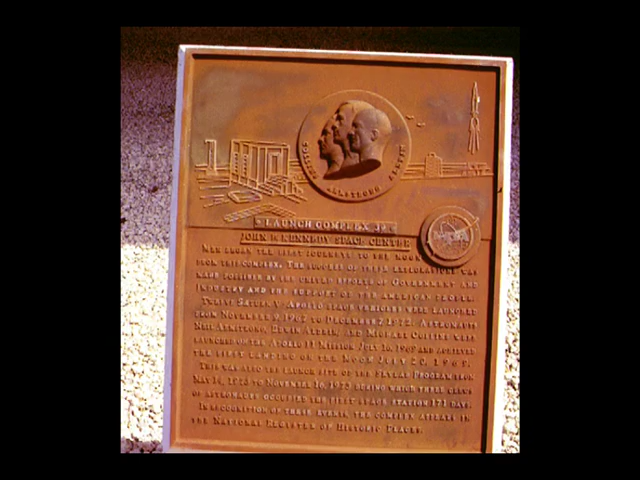 COLLINS ARMSTRONG ALDRIN
LAUNCH COMPLEX 39
JOHN F. KENNEDY SPACE CENTER
MEN BEGAN THE FIRST JOURNEYS TO THE MOON
FROM THIS COMPLEX. THE SUCCESS OF THESE EXPLORATIONS WAS
MADE POSSIBLE BY THE UNITED EFFORTS OF GOVERNMENT AND
INDUSTRY AND THE SUPPORT OF THE AMERICAN PEOPLE.
SATURN V APOLLO SPACE VEHICLES WERE LAUNCHED
FROM NOVEMBER 9, 1967 TO DECEMBER 7, 1972. ASTRONAUTS
NEIL ARMSTRONG, EDWIN ALDRIN, AND MICHAEL COLLINS WERE
LAUNCHED ON THE APOLLO 11 MISSION JULY 16, 1969 AND ACHIEVED
THE FIRST LANDING ON THE MOON JULY 20, 1969.
THIS WAS ALSO THE LAUNCH SITE OF THE SKYLAB PROGRAM FROM
MAY 14, 1973 TO NOVEMBER 16, 1973 DURING WHICH THREE CREWS
OF ASTRONAUTS OCCUPIED THE FIRST SPACE STATION 171 DAYS.
IN RECOGNITION OF THESE EVENTS, THE COMPLEX APPEARS IN
THE NATIONAL REGISTER OF HISTORIC PLACES.